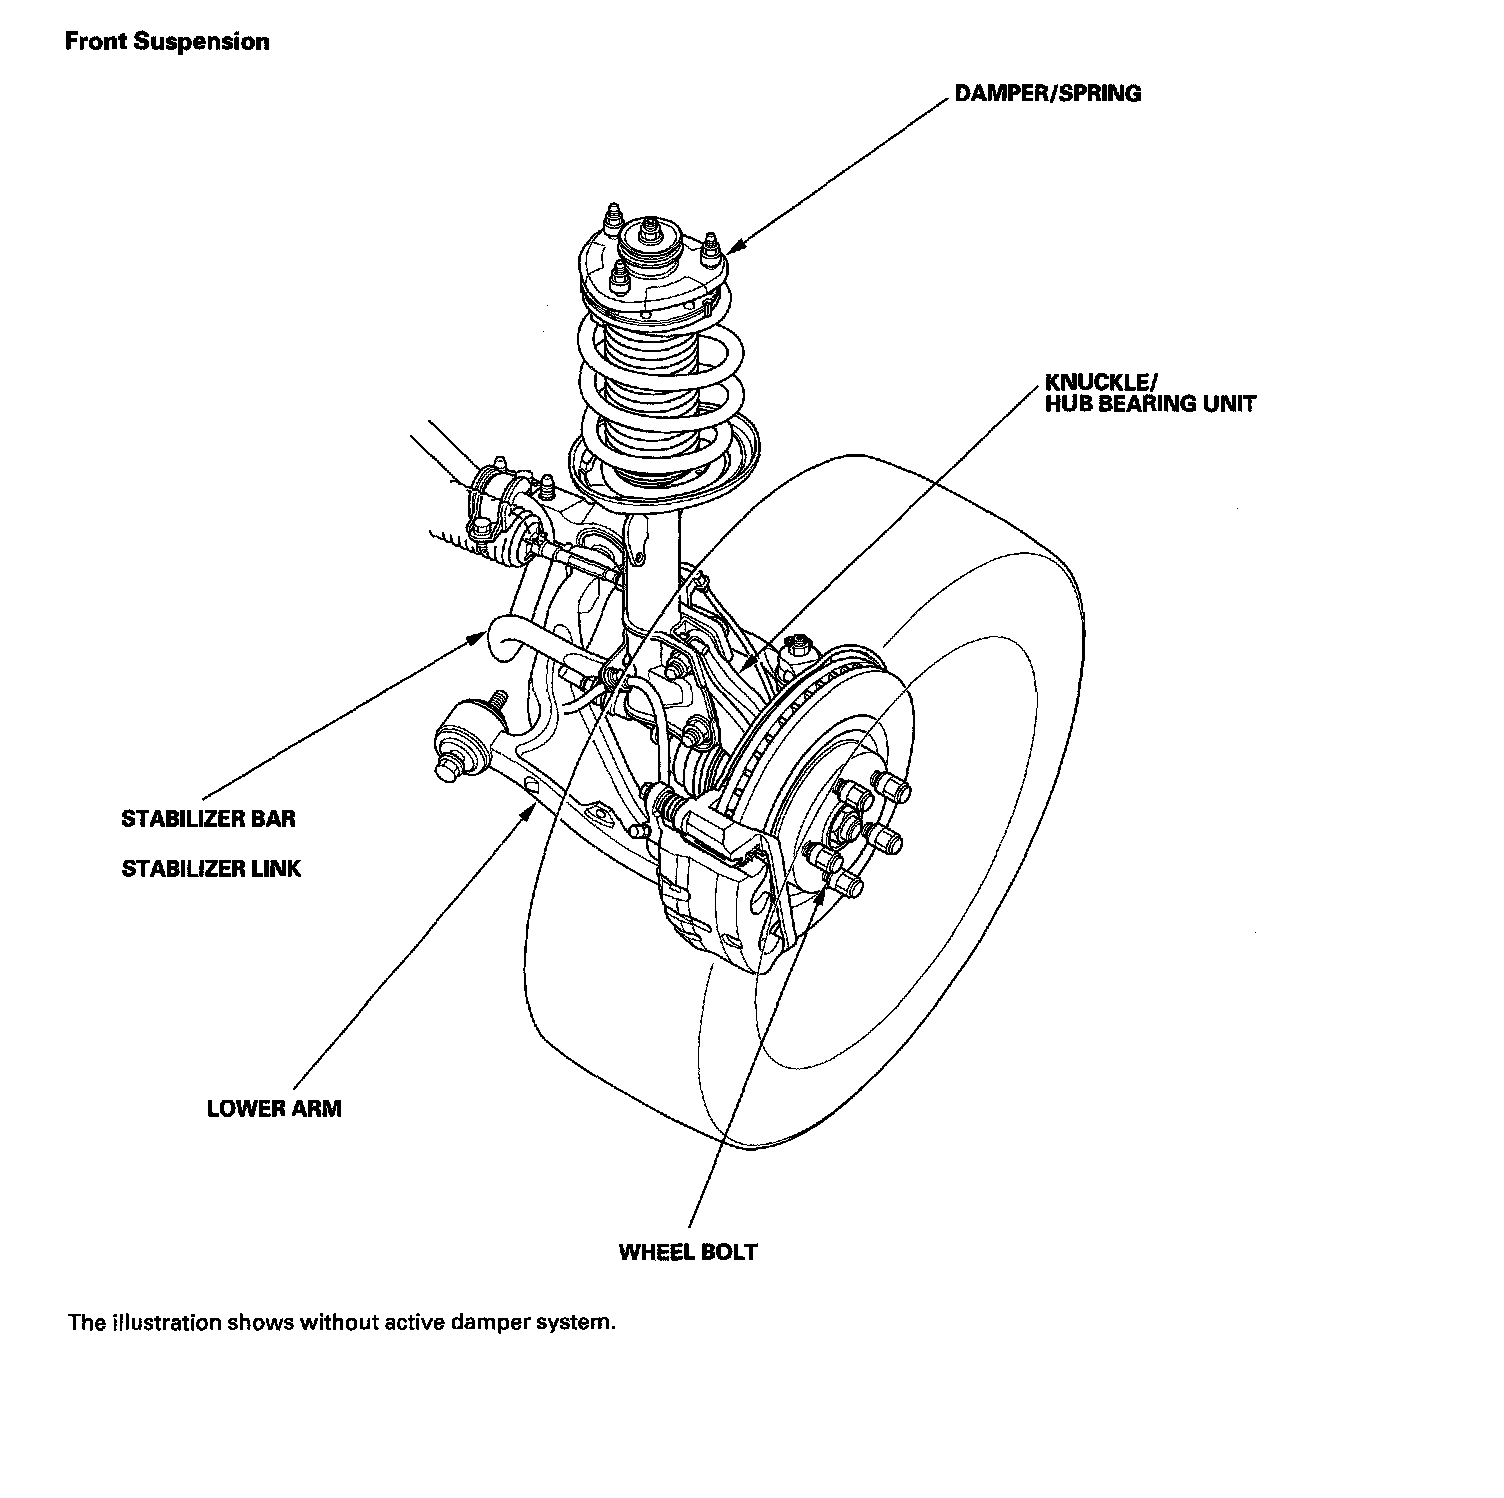 Front Suspension
DAMPER/SPRING
KNUCKLE/
HUB BEARING UNIT
STABILIZER BAR
STABILIZER LINK
LOWER ARM
WHEEL BOLT
The illustration shows without active damper system.